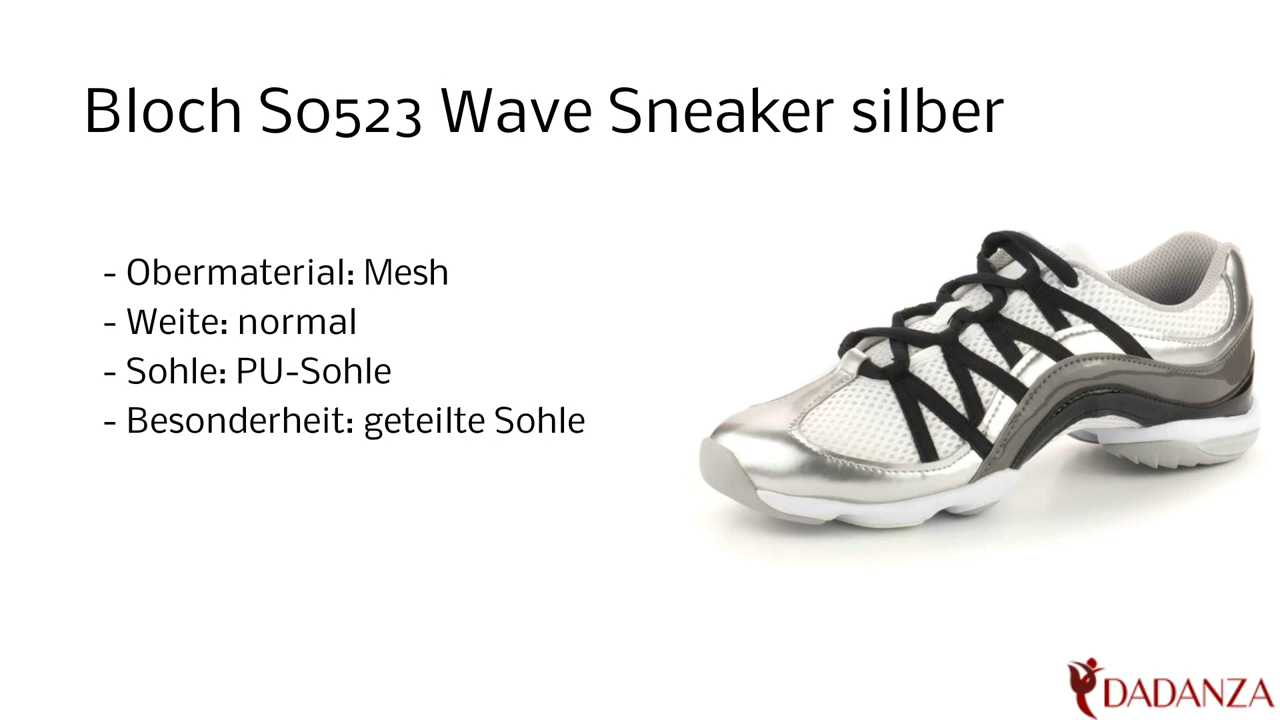 Bloch S0523 Wave Sneaker silber
- Obermaterial: Mesh
- Weite: normal
- Sohle: PU-Sohle
- Besonderheit: geteilte Sohle
DADANZA